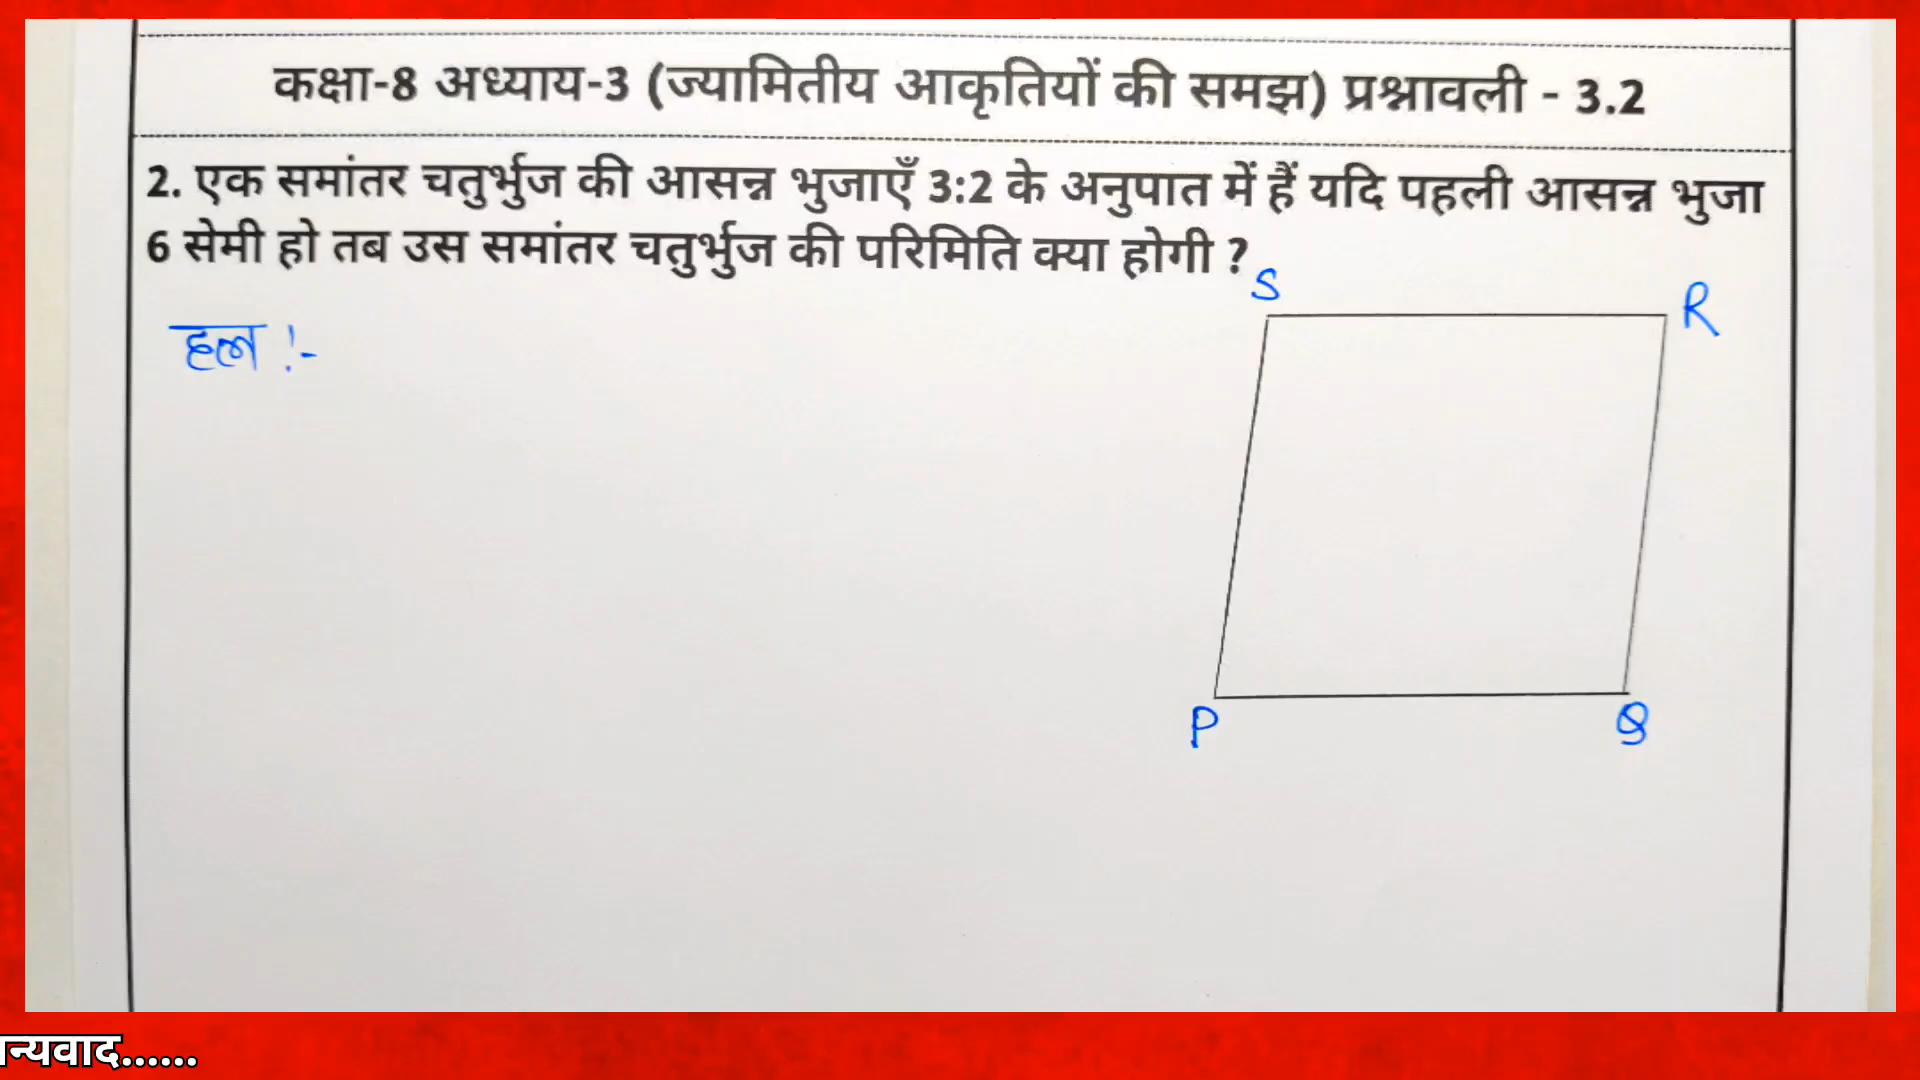 कक्षा-8 अध्याय-3 (ज्यामितीय आकृतियों की समझ) प्रश्नावली - 3.2
2. एक समांतर चतुर्भुज की आसन्न भुजाएँ 3:2 के अनुपात में हैं यदि पहली आसन्न भुजा
6 सेमी हो तब उस समांतर चतुर्भुज की परिमिति क्या होगी ?
S
R
हल :-
P
Q
न्यवाद......